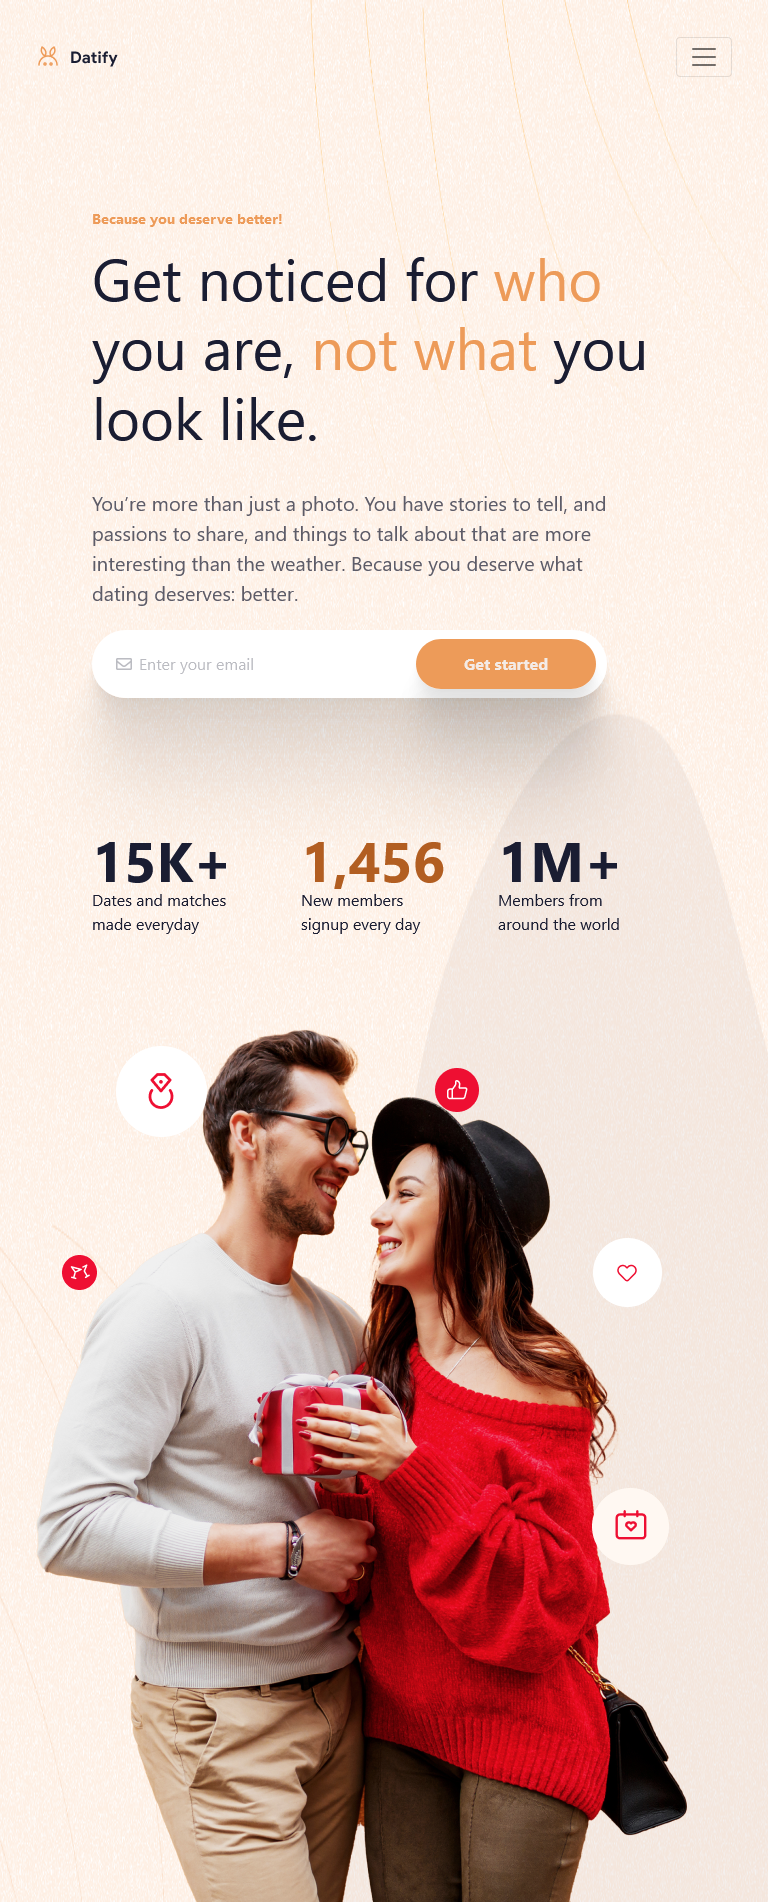 Datify
Because you deserve better!
Get noticed for who
you are, not what you
look like.
You’re more than just a photo. You have stories to tell, and
passions to share, and things to talk about that are more
interesting than the weather. Because you deserve what
dating deserves: better.
Enter your email
Get started
15K+
Dates and matches
made everyday
1,456
New members
signup every day
1M+
Members from
around the world